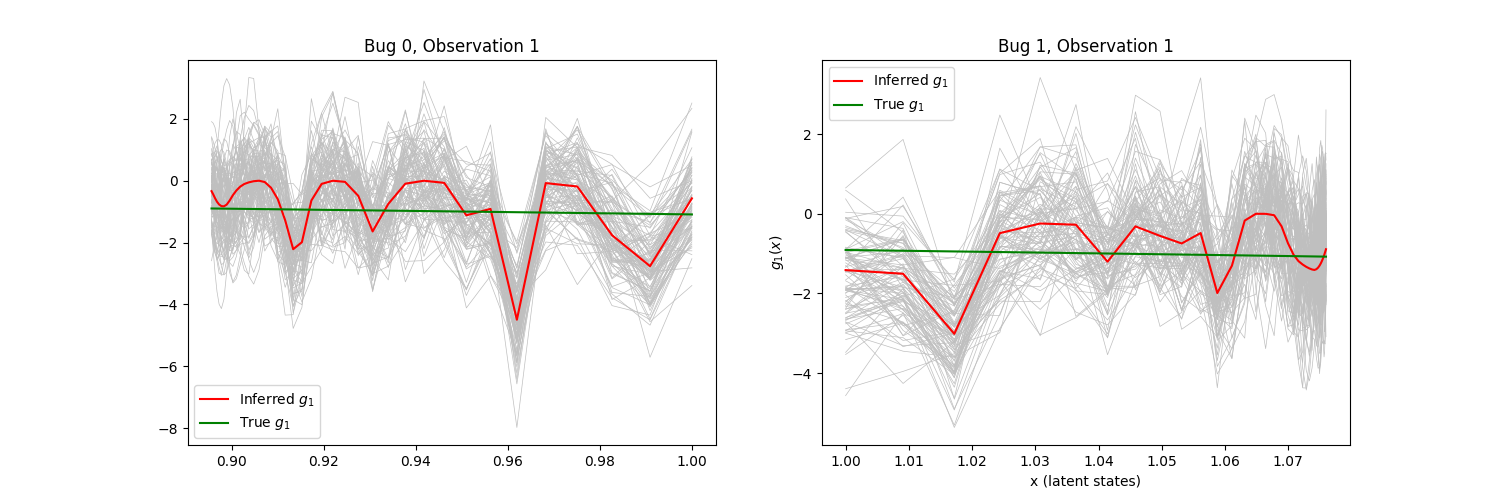 Bug 0, Observation 1
2
0
−2
−4
−6
−8
Inferred g₁
True g₁
0.90 0.92 0.94 0.96 0.98 1.00
Bug 1, Observation 1
Inferred g₁
True g₁
g₁(x)
2
0
−2
−4
1.00 1.01 1.02 1.03 1.04 1.05 1.06 1.07
x (latent states)